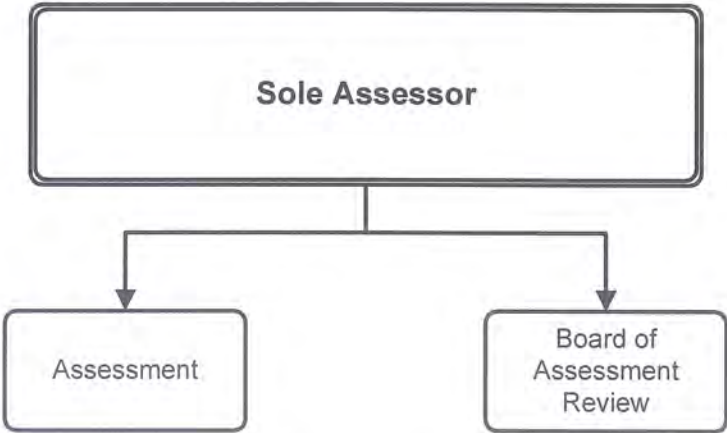 Sole Assessor
Assessment
Board of
Assessment
Review